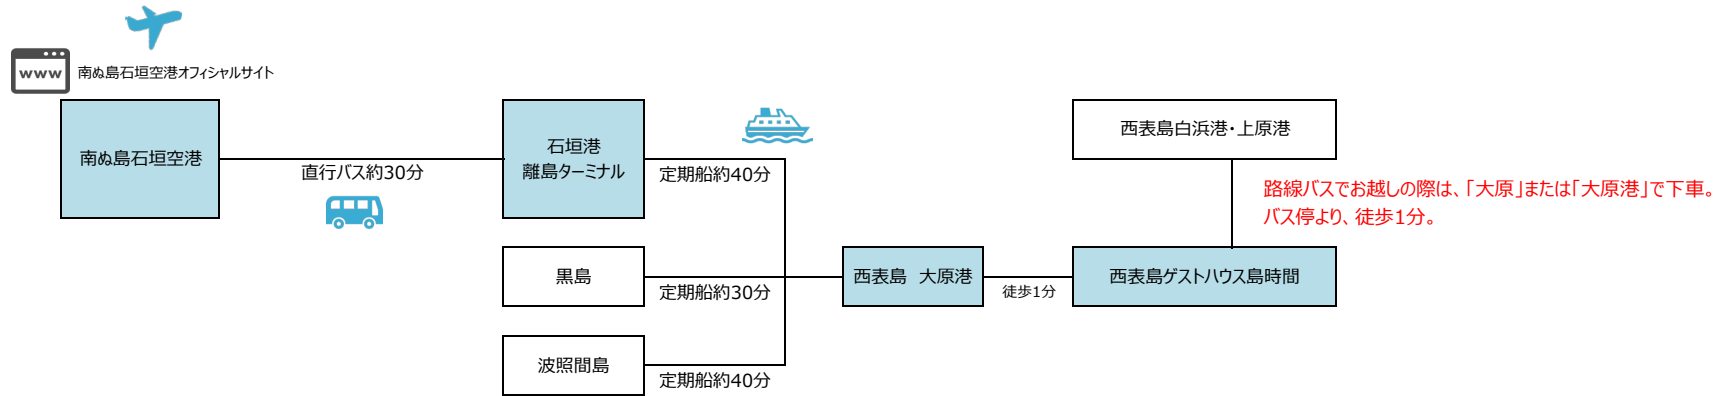 www
南ぬ島石垣空港オフィシャルサイト
南ぬ島石垣空港
直行バス約30分
石垣港
離島ターミナル
定期船約40分
西表島白浜港・上原港
路線バスでお越しの際は、「大原」または「大原港」で下車。
バス停より、徒歩1分。
黒島
定期船約30分
西表島　大原港
徒歩1分
西表島ゲストハウス島時間
波照間島
定期船約40分